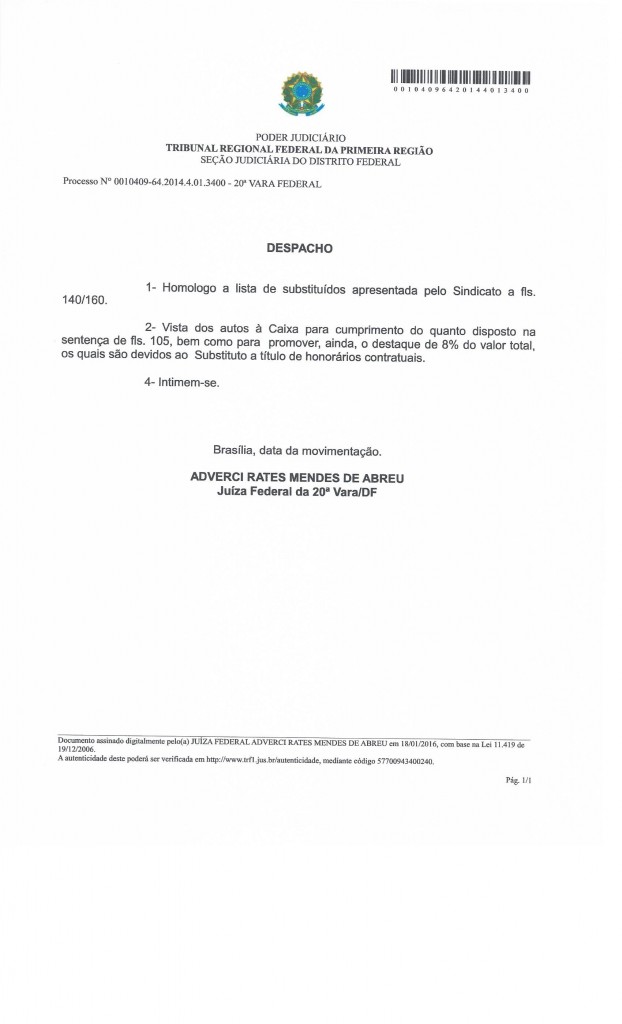 00104096420144013400
PODER JUDICIÁRIO
TRIBUNAL REGIONAL FEDERAL DA PRIMEIRA REGIÃO
SEÇÃO JUDICIÁRIA DO DISTRITO FEDERAL
Processo N° 0010409-64.2014.4.01.3400 - 20ª VARA FEDERAL
DESPACHO
1- Homologo a lista de substituídos apresentada pelo Sindicato a fls.
140/160.
2- Vista dos autos à Caixa para cumprimento do quanto disposto na
sentença de fls. 105, bem como para promover, ainda, o destaque de 8% do valor total,
os quais são devidos ao Substituto a título de honorários contratuais.
4- Intimem-se.
Brasília, data da movimentação.
ADVERCI RATES MENDES DE ABREU
Juíza Federal da 20ª Vara/DF
Documento assinado digitalmente pelo(a) JUÍZA FEDERAL ADVERCI RATES MENDES DE ABREU em 18/01/2016, com base na Lei 11.419 de
19/12/2006.
A autenticidade deste poderá ser verificada em http://www.trf1.jus.br/autenticidade, mediante código 57700943400240.
Pág. 1/1